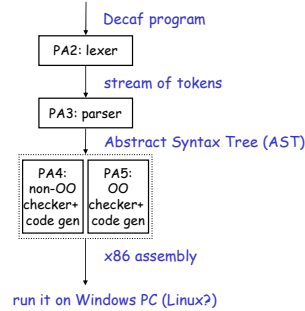 Decaf program
PA2: lexer
stream of tokens
PA3: parser
Abstract Syntax Tree (AST)
PA4:
non-OO
checker+
code gen
PA5:
OO
checker+
code gen
x86 assembly
run it on Windows PC (Linux?)